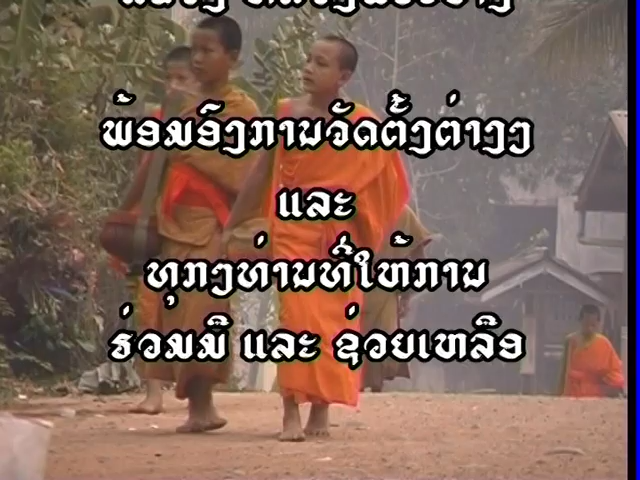 ພ້ອມອົງການຈັດຕັ້ງຕ່າງໆ
ແລະ
ທຸກໆທ່ານທີ່ໃຫ້ການ
ຮ່ວມມື ແລະ ຊ່ວຍເຫລືອ